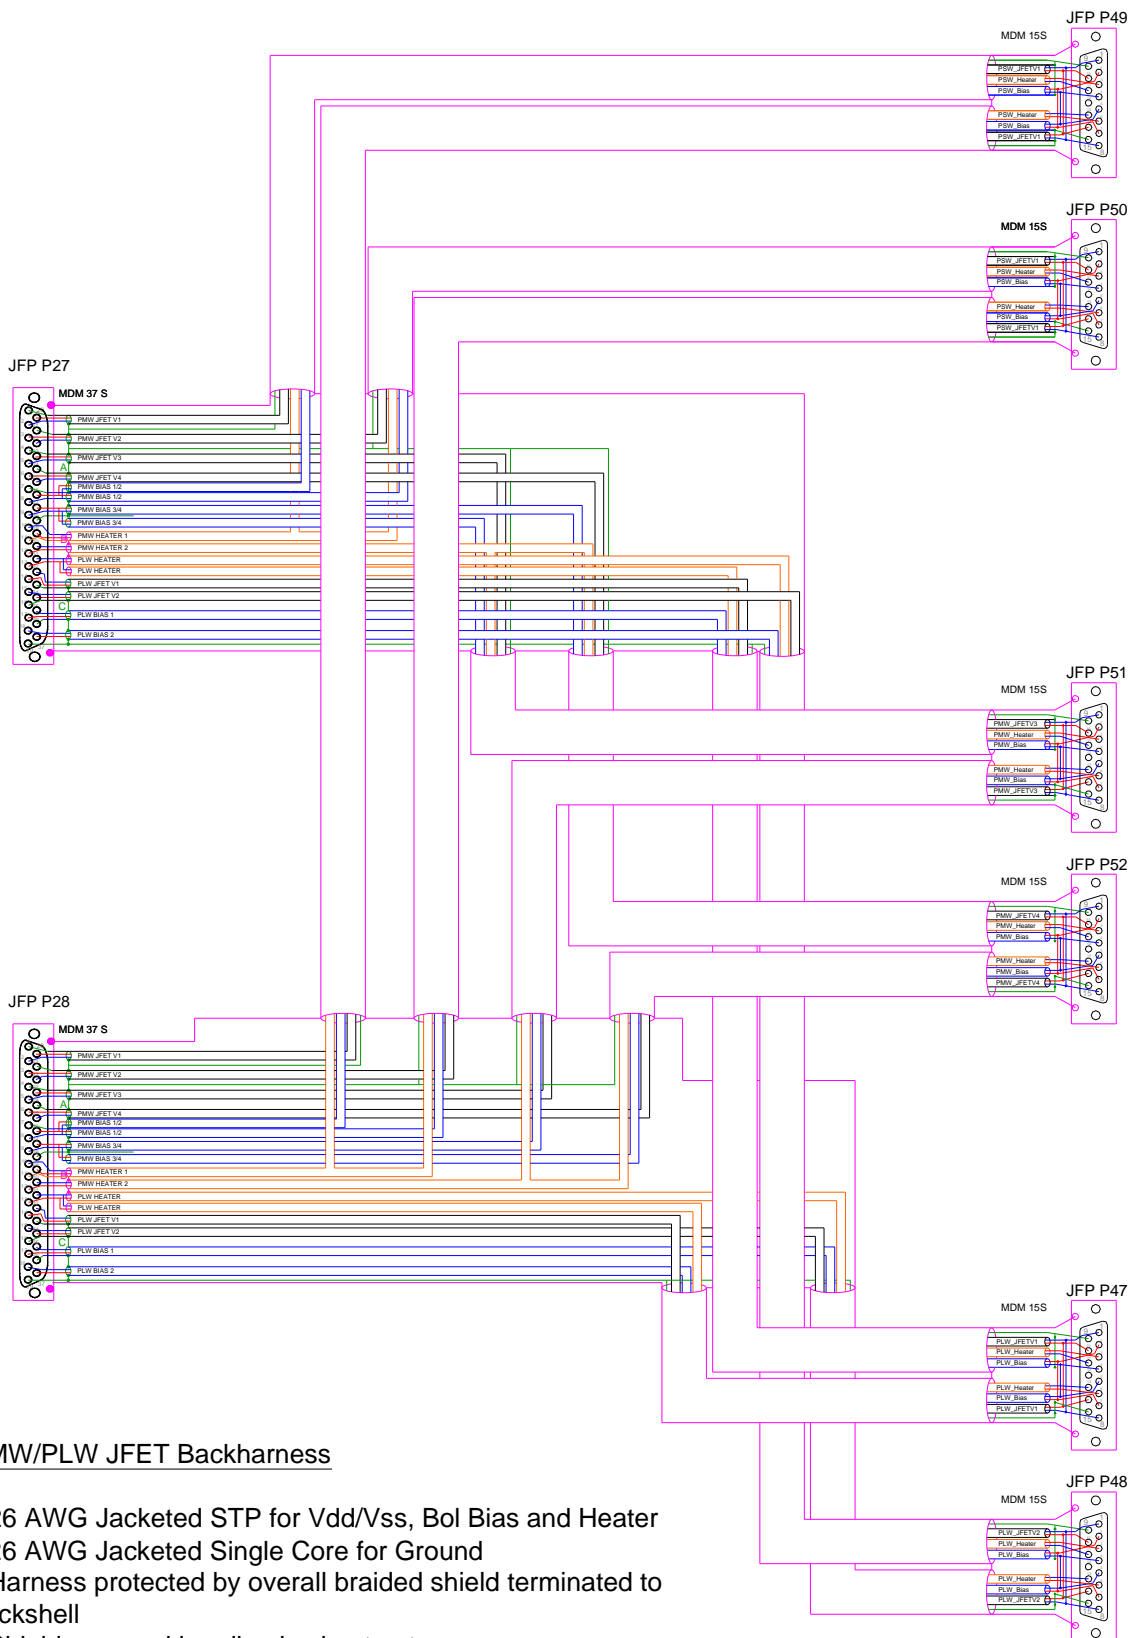 JFP P49
MDM 15S
PSW_JFETV1
PSW_Heater
PSW_Bias
PSW_Heater
PSW_Bias
PSW_JFETV1
JFP P50
MDM 15S
PSW_JFETV1
PSW_Heater
PSW_Bias
PSW_Heater
PSW_Bias
PSW_JFETV1
JFP P27
MDM 37 S
PMW JFET V1
PMW JFET V2
PMW JFET V3
A
PMW JFET V4
PMW BIAS 1/2
PMW BIAS 1/2
PMW BIAS 3/4
PMW BIAS 3/4
PMW HEATER 1
PMW HEATER 2
PLW HEATER
PLW HEATER
PLW JFET V1
PLW JFET V2
C
PLW BIAS 1
PLW BIAS 2
JFP P51
MDM 15S
PMW_JFETV3
PMW_Heater
PMW_Bias
PMW_Heater
PMW_Bias
PMW_JFETV3
JFP P52
MDM 15S
PMW_JFETV4
PMW_Heater
PMW_Bias
PMW_Heater
PMW_Bias
PMW_JFETV4
JFP P28
MDM 37 S
PMW JFET V1
PMW JFET V2
PMW JFET V3
A
PMW JFET V4
PMW BIAS 1/2
PMW BIAS 1/2
PMW BIAS 3/4
PMW BIAS 3/4
PMW HEATER 1
PMW HEATER 2
PLW HEATER
PLW HEATER
PLW JFET V1
PLW JFET V2
C
PLW BIAS 1
PLW BIAS 2
JFP P47
MDM 15S
PLW_JFETV1
PLW_Heater
PLW_Bias
PLW_Heater
PLW_Bias
PLW_JFETV1
JFP P48
MDM 15S
PLW_JFETV2
PLW_Heater
PLW_Bias
PLW_Heater
PLW_Bias
PLW_JFETV2
MW/PLW JFET Backharness
26 AWG Jacketed STP for Vdd/Vss, Bol Bias and Heater
26 AWG Jacketed Single Core for Ground
Harness protected by overall braided shield terminated to
ckshell